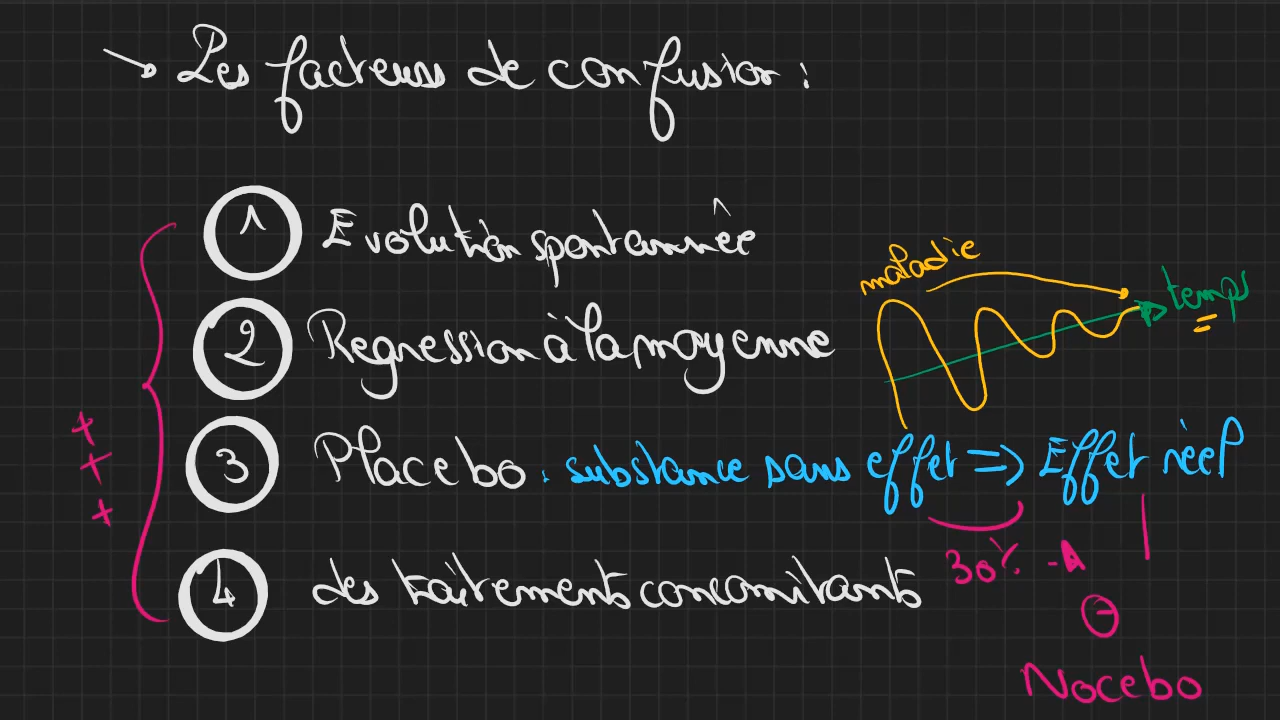 → Les facteurs de confusion :
1 Evolution spontannée
maladie
temps
2 Regression à la moyenne
3 Placebo : substance sans effet => Effet réel
+
+
+
30%
4 des traitements concomitants
⊖
Nocebo